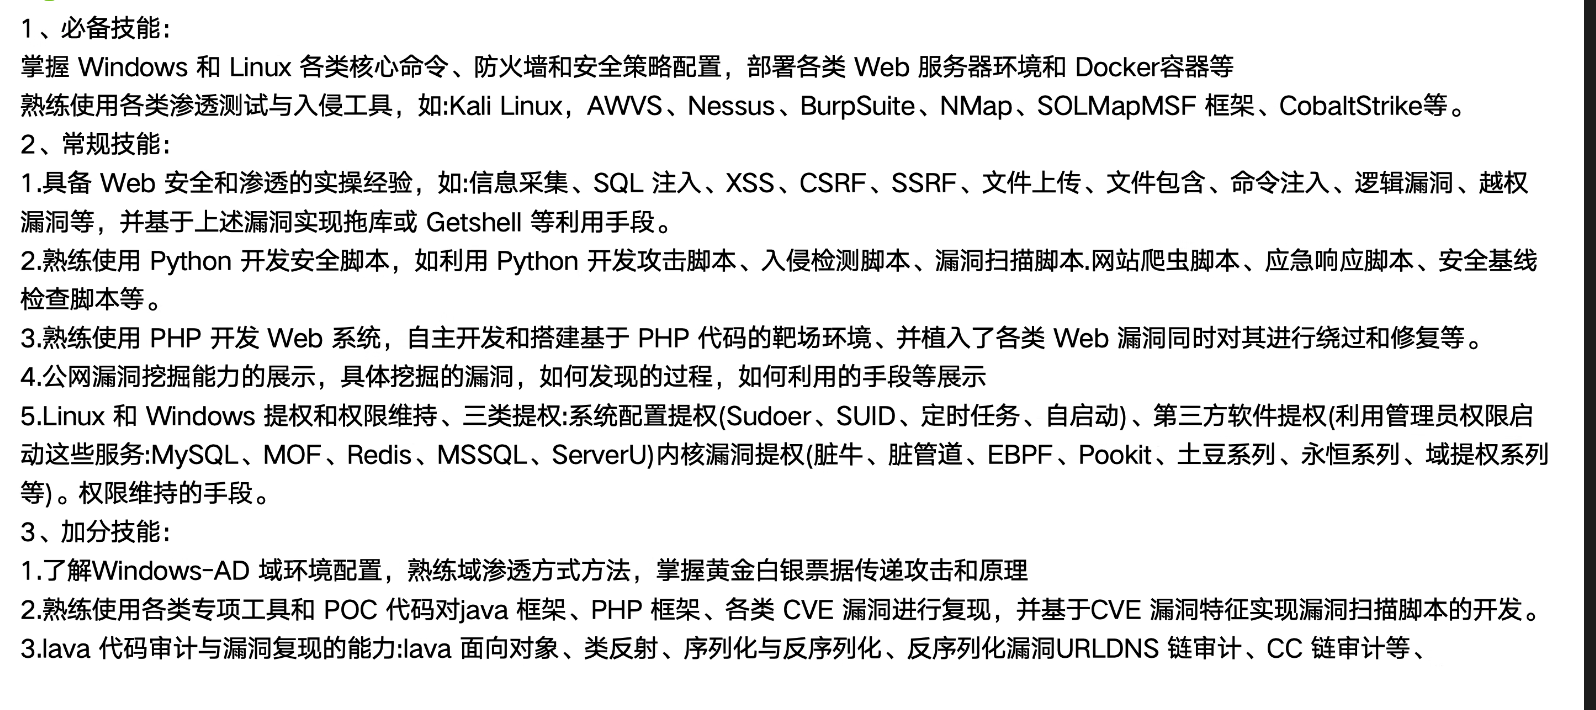 1、必备技能:
掌握 Windows 和 Linux 各类核心命令、防火墙和安全策略配置，部署各类 Web 服务器环境和 Docker容器等
熟练使用各类渗透测试与入侵工具，如:Kali Linux，AWVS、Nessus、BurpSuite、NMap、SOLMapMSF 框架、CobaltStrike等。
2、常规技能:
1.具备 Web 安全和渗透的实操经验，如:信息采集、SQL 注入、XSS、CSRF、SSRF、文件上传、文件包含、命令注入、逻辑漏洞、越权
漏洞等，并基于上述漏洞实现拖库或 Getshell 等利用手段。
2.熟练使用 Python 开发安全脚本，如利用 Python 开发攻击脚本、入侵检测脚本、漏洞扫描脚本.网站爬虫脚本、应急响应脚本、安全基线
检查脚本等。
3.熟练使用 PHP 开发 Web 系统，自主开发和搭建基于 PHP 代码的靶场环境、并植入了各类 Web 漏洞同时对其进行绕过和修复等。
4.公网漏洞挖掘能力的展示，具体挖掘的漏洞，如何发现的过程，如何利用的手段等展示
5.Linux 和 Windows 提权和权限维持、三类提权:系统配置提权(Sudoer、SUID、定时任务、自启动)、第三方软件提权(利用管理员权限启
动这些服务:MySQL、MOF、Redis、MSSQL、ServerU)内核漏洞提权(脏牛、脏管道、EBPF、Pookit、土豆系列、永恒系列、域提权系列
等)。权限维持的手段。
3、加分技能:
1.了解Windows-AD 域环境配置，熟练域渗透方式方法，掌握黄金白银票据传递攻击和原理
2.熟练使用各类专项工具和 POC 代码对java 框架、PHP 框架、各类 CVE 漏洞进行复现，并基于CVE 漏洞特征实现漏洞扫描脚本的开发。
3.lava 代码审计与漏洞复现的能力:lava 面向对象、类反射、序列化与反序列化、反序列化漏洞URLDNS 链审计、CC 链审计等、